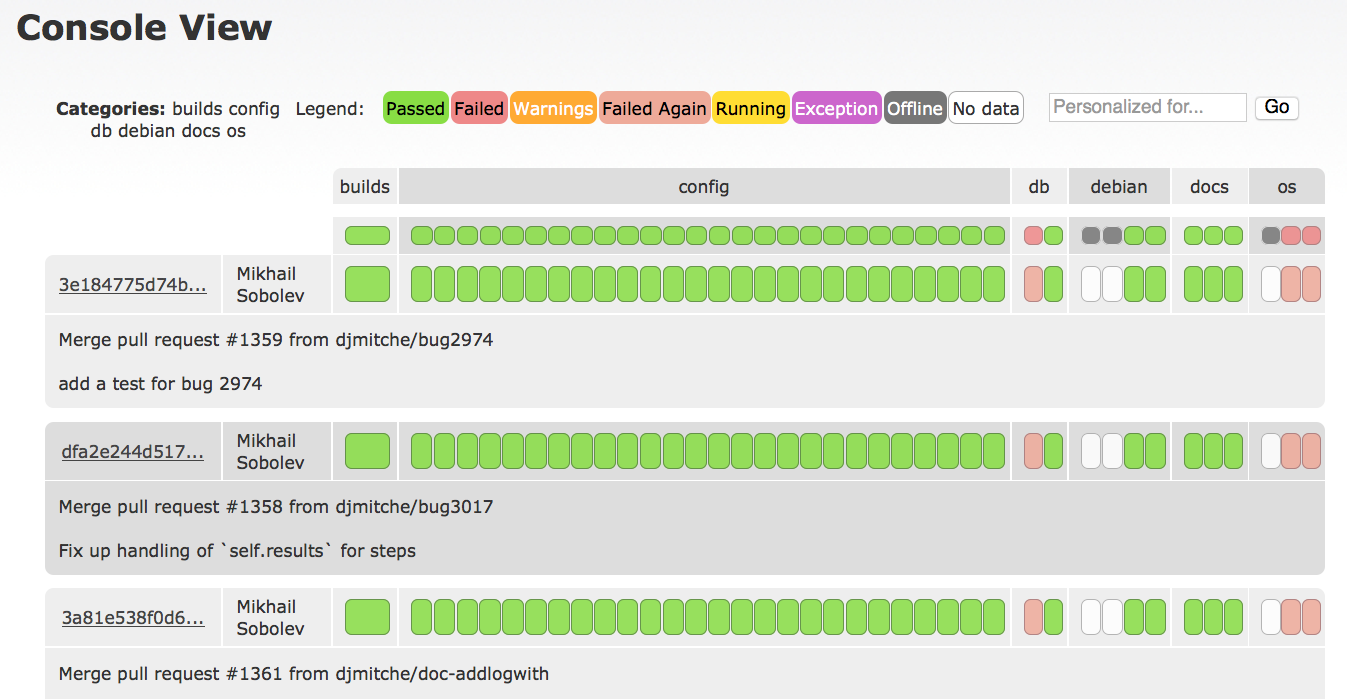 Console View
Categories: builds config
db debian docs os
Legend: Passed Failed Warnings Failed Again Running Exception Offline No data
Personalized for... Go
builds config db debian docs os
3e184775d74b... Mikhail Sobolev
Merge pull request #1359 from djmitche/bug2974
add a test for bug 2974
dfa2e244d517... Mikhail Sobolev
Merge pull request #1358 from djmitche/bug3017
Fix up handling of `self.results` for steps
3a81e538f0d6... Mikhail Sobolev
Merge pull request #1361 from djmitche/doc-addlogwith